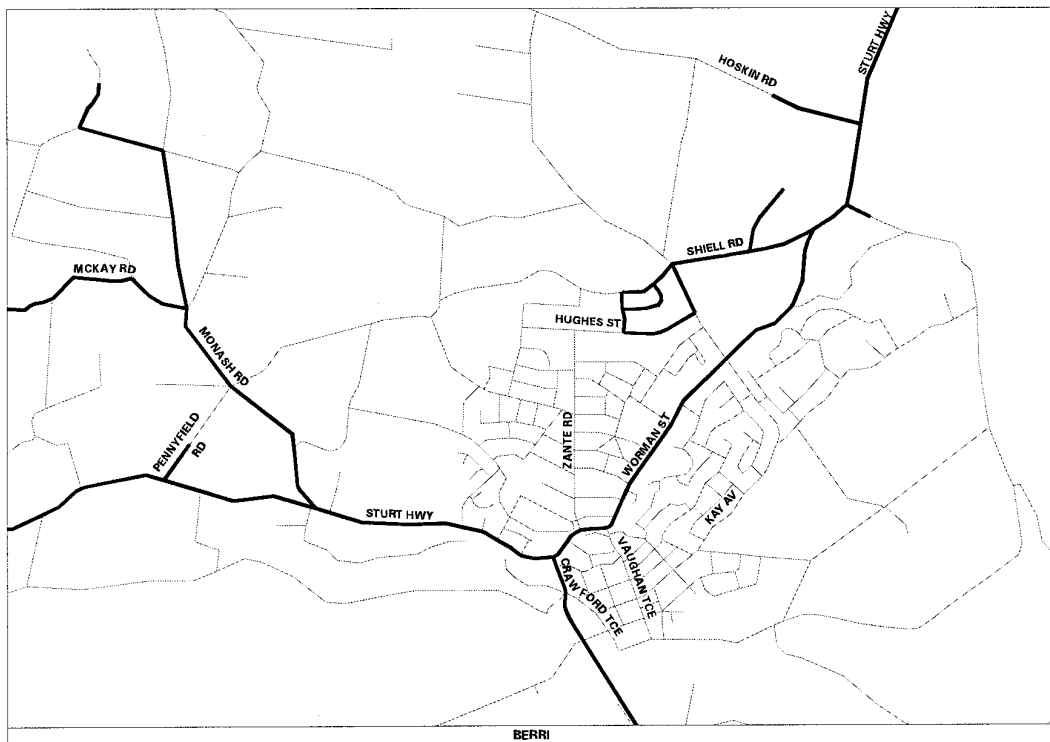 STURT HWY
HOSKIN RD
SHIELL RD
MCKAY RD
HUGHES ST
MONASH RD
PENNYFIELD
RD
ZANTE RD
WORMAN ST
KAY AV
STURT HWY
VAUGHAN TCE
CRAWFORD TCE
BERRI